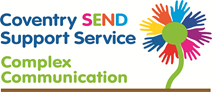 Coventry SEND
Support Service
Complex
Communication